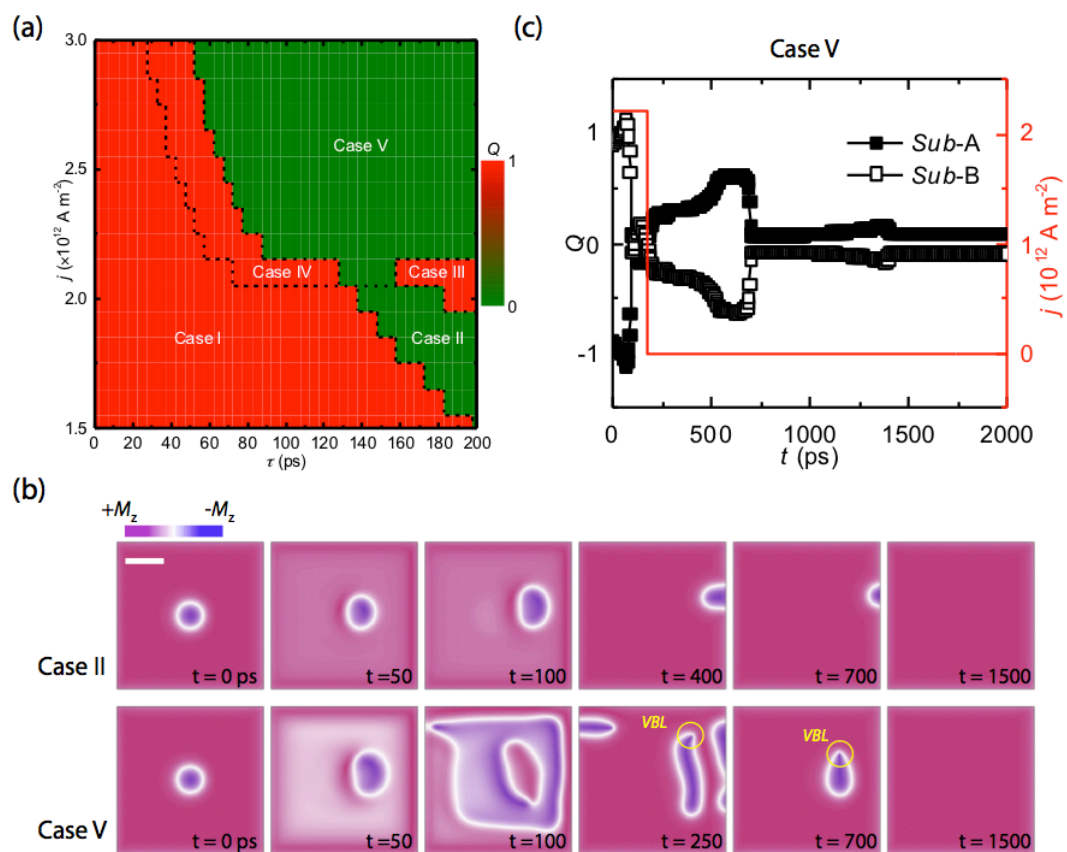 (a)
3.0
2.5
2.0
1.5
j (×10¹² A m⁻²)
Case V
Case IV
Case III
Case I
Case II
Q
1
0
0 20 40 60 80 100 120 140 160 180 200
τ (ps)
(c)
Case V
1
0
-1
Q
Sub-A
Sub-B
2
1
0
j (10¹² A m⁻²)
0 500 1000 1500 2000
t (ps)
(b)
+Mz -Mz
Case II
t = 0 ps t =50 t =100 t = 400 t = 700 t = 1500
VBL VBL
Case V
t = 0 ps t =50 t = 100 t = 250 t = 700 t = 1500